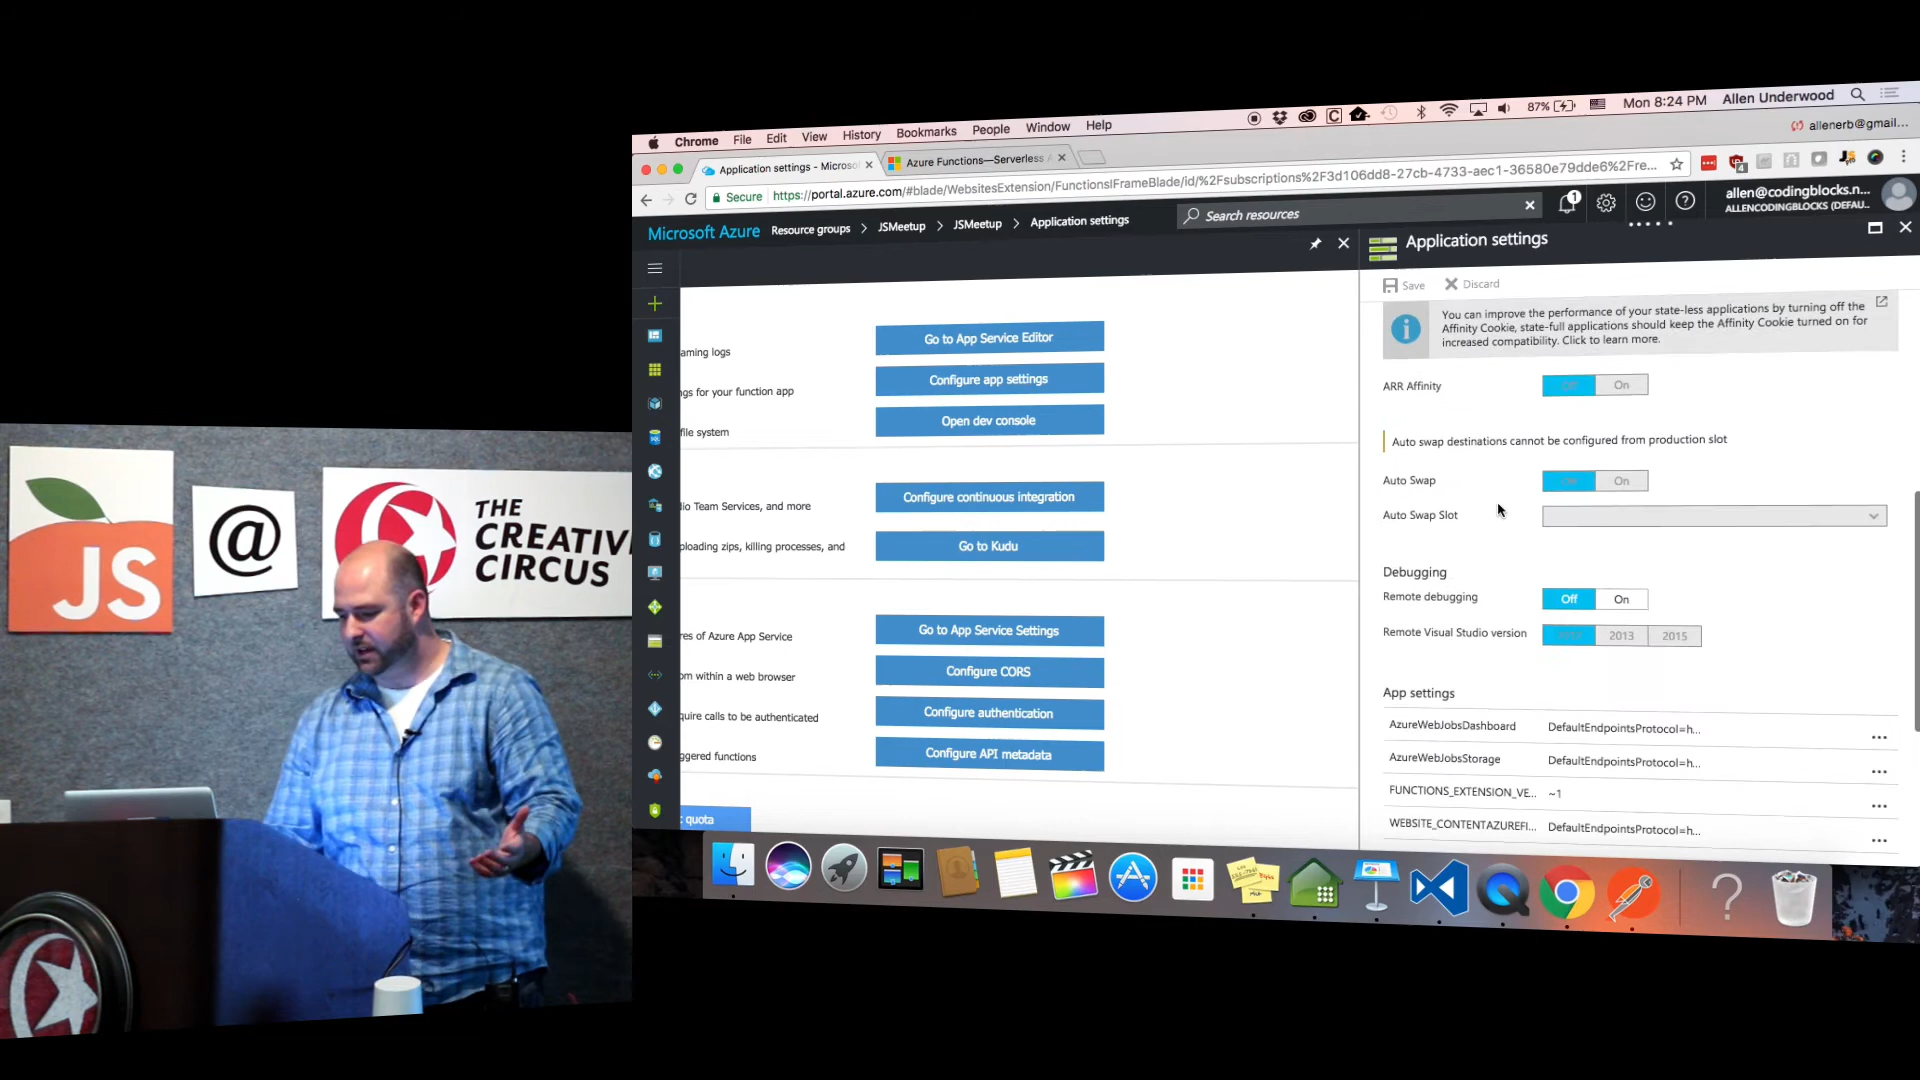 Chrome File Edit View History Bookmarks People Window Help
87% Mon 8:24 PM Allen Underwood
Application settings - Microso
Azure Functions—Serverless A
allenerb@gmail...
Secure https://portal.azure.com/#blade/WebsitesExtension/FunctionsIFrameBlade/id/%2Fsubscriptions%2F3d106dd8-27cb-4733-aec1-36580e79dde6%2Fre...
4
Microsoft Azure Resource groups > JSMeetup > JSMeetup > Application settings
Search resources
1
allen@codingblocks.n...
ALLENCODINGBLOCKS (DEFAU...
Application settings
Save Discard
You can improve the performance of your state-less applications by turning off the
Affinity Cookie, state-full applications should keep the Affinity Cookie turned on for
increased compatibility. Click to learn more.
ARR Affinity Off On
Auto swap destinations cannot be configured from production slot
Auto Swap Off On
Auto Swap Slot
Debugging
Remote debugging Off On
Remote Visual Studio version 2013 2015
App settings
AzureWebJobsDashboard DefaultEndpointsProtocol=h... ...
AzureWebJobsStorage DefaultEndpointsProtocol=h... ...
FUNCTIONS_EXTENSION_VE... ~1 ...
WEBSITE_CONTENTAZUREFI... DefaultEndpointsProtocol=h... ...
Go to App Service Editor
aming logs
Configure app settings
ngs for your function app
Open dev console
file system
Configure continuous integration
dio Team Services, and more
Go to Kudu
ploading zips, killing processes, and
Go to App Service Settings
res of Azure App Service
Configure CORS
om within a web browser
Configure authentication
quire calls to be authenticated
Configure API metadata
ggered functions
quota
JS
@
THE
CREATIV
CIRCUS